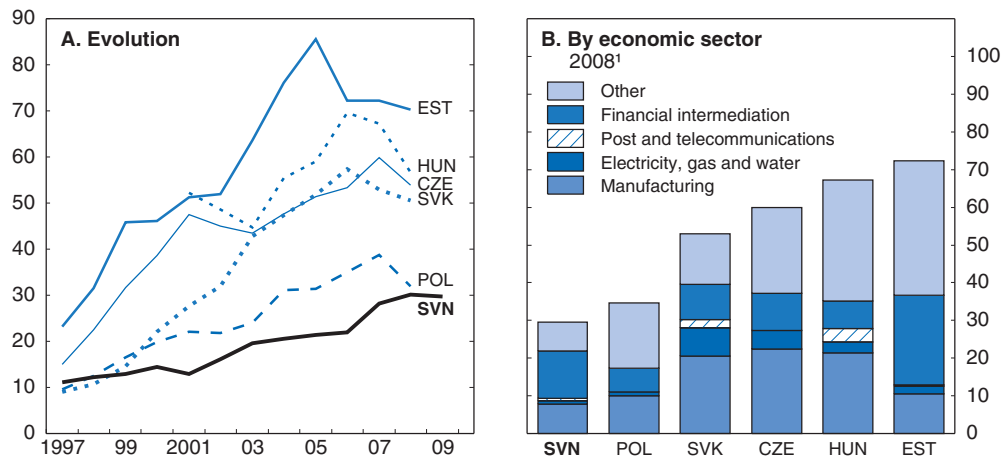 A. Evolution
90
80
70
60
50
40
30
20
10
0
EST
HUN
CZE
SVK
POL
SVN
1997 99 2001 03 05 07 09
B. By economic sector
2008¹
Other
Financial intermediation
Post and telecommunications
Electricity, gas and water
Manufacturing
100
90
80
70
60
50
40
30
20
10
0
SVN POL SVK CZE HUN EST